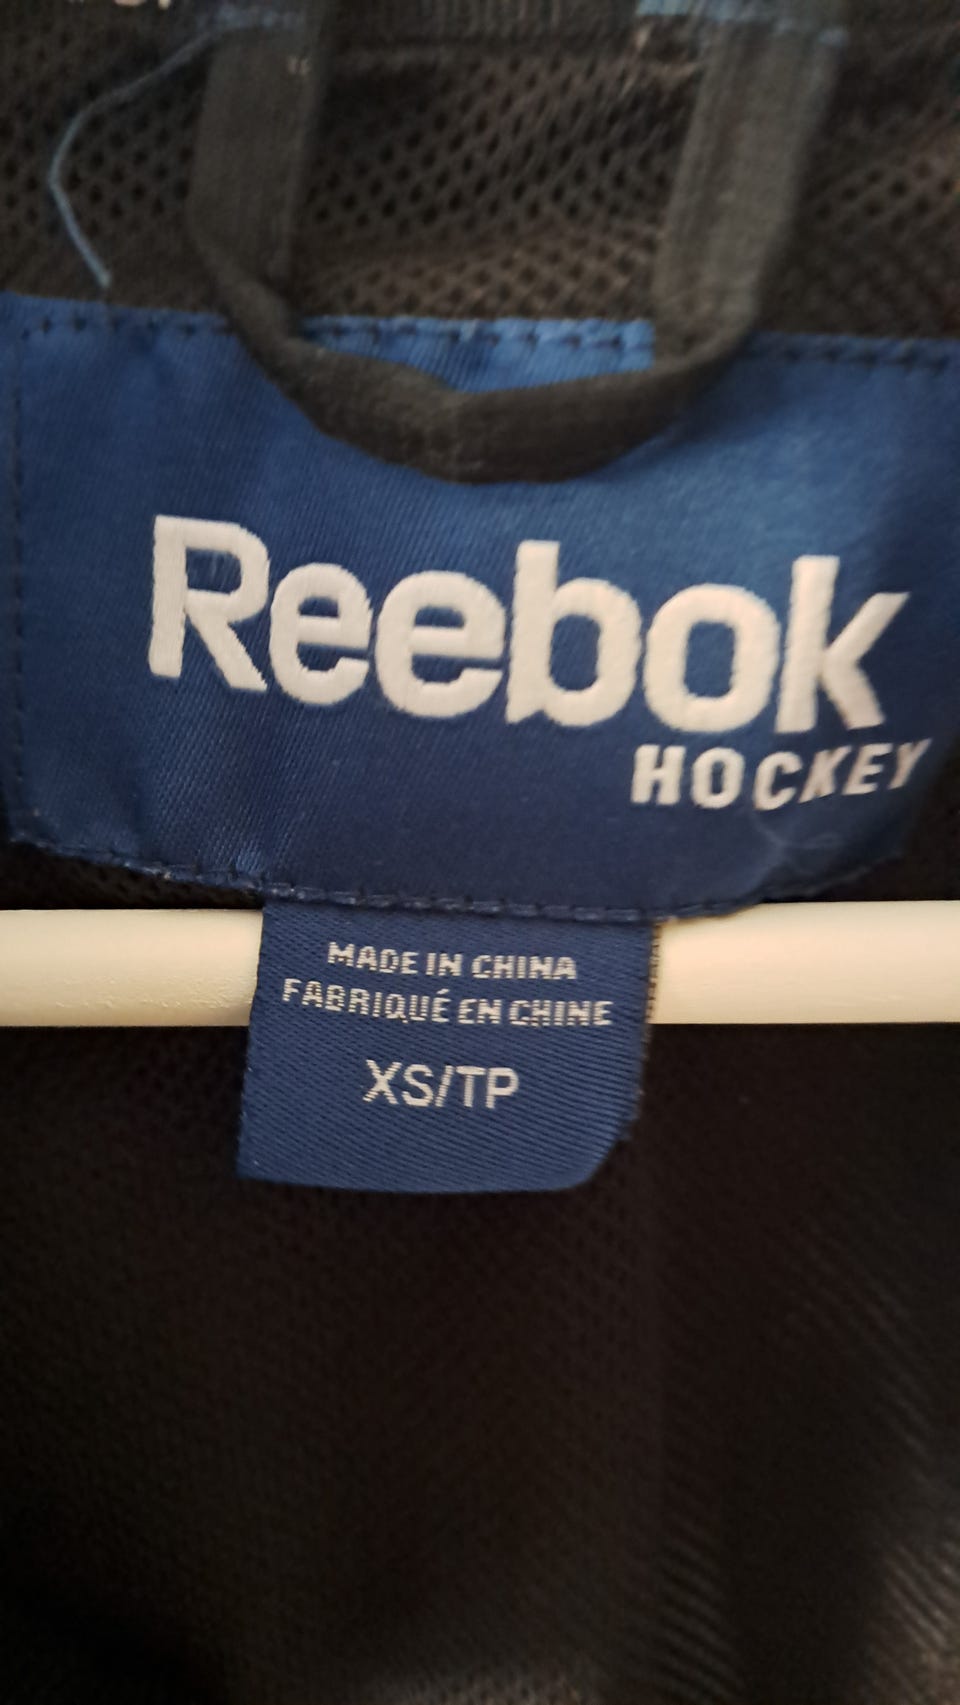 Reebok
HOCKEY
MADE IN CHINA
FABRIQUÉ EN CHINE
XS/TP